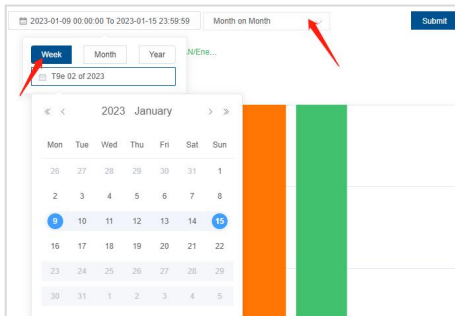 2023-01-09 00:00:00 To 2023-01-15 23:59:59 Month on Month Submit
Week Month Year N/Ene...
T9e 02 of 2023
« < 2023 January > »
Mon Tue Wed Thu Fri Sat Sun
26 27 28 29 30 31 1
2 3 4 5 6 7 8
9 10 11 12 13 14 15
16 17 18 19 20 21 22
23 24 25 26 27 28 29
30 31 1 2 3 4 5